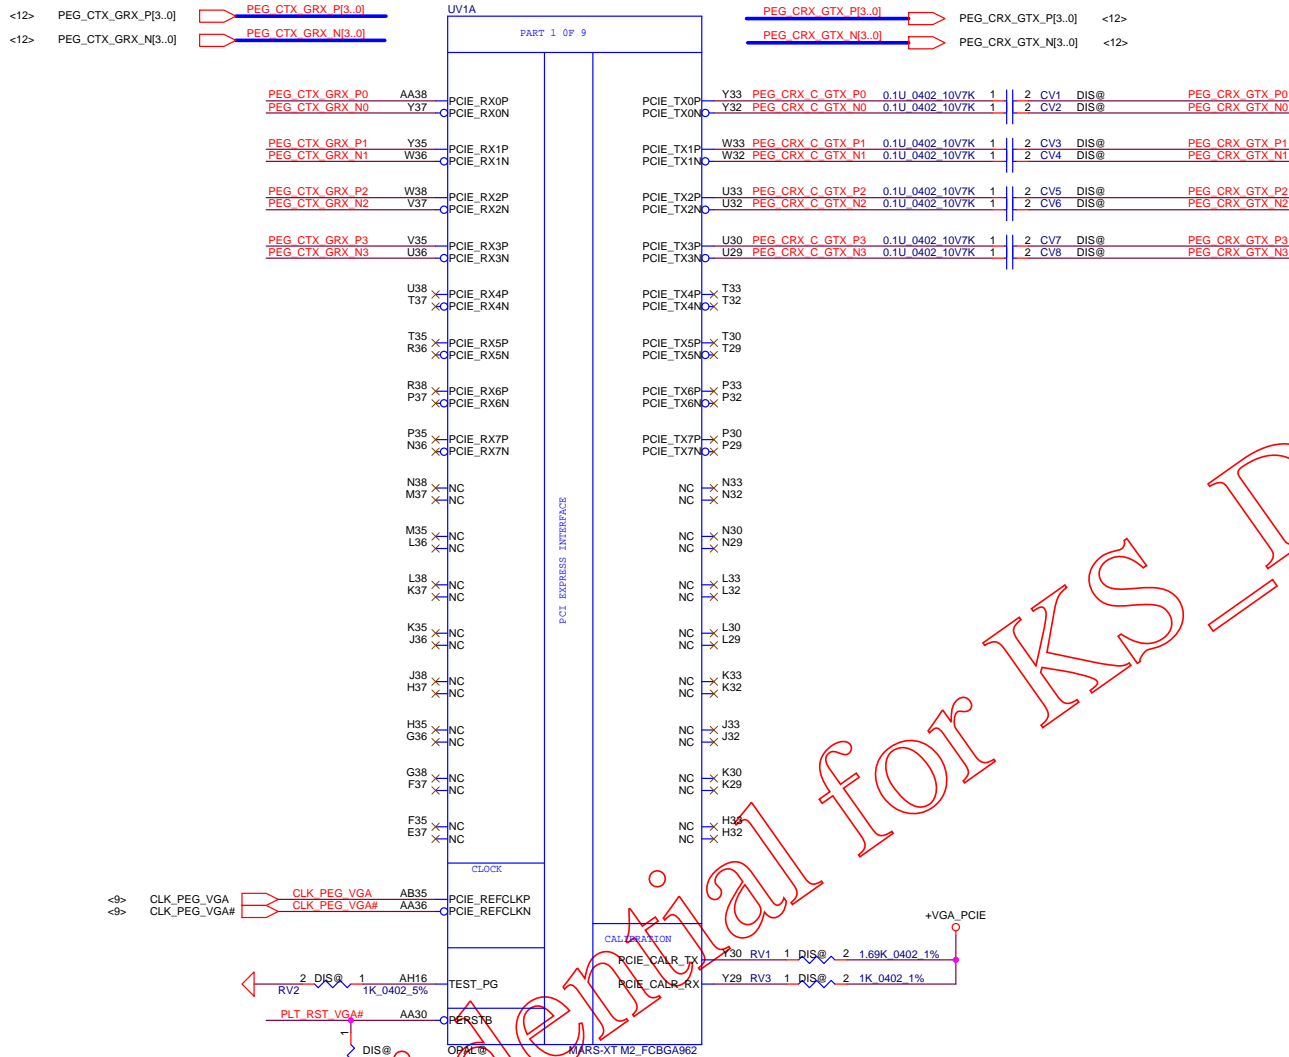 <12> PEG_CTX_GRX_P[3..0] PEG_CTX_GRX_P[3..0] UV1A PEG_CRX_GTX_P[3..0] PEG_CRX_GTX_P[3..0] <12>
<12> PEG_CTX_GRX_N[3..0] PEG_CTX_GRX_N[3..0] PART 1 OF 9 PEG_CRX_GTX_N[3..0] PEG_CRX_GTX_N[3..0] <12>
PEG_CTX_GRX_P0 AA38 PCIE_RX0P PCIE_TX0P Y33 PEG_CRX_C_GTX_P0 0.1U_0402_10V7K 1 2 CV1 DIS@ PEG_CRX_GTX_P0
PEG_CTX_GRX_N0 Y37 PCIE_RX0N PCIE_TX0N Y32 PEG_CRX_C_GTX_N0 0.1U_0402_10V7K 1 2 CV2 DIS@ PEG_CRX_GTX_N0
PEG_CTX_GRX_P1 Y35 PCIE_RX1P PCIE_TX1P W33 PEG_CRX_C_GTX_P1 0.1U_0402_10V7K 1 2 CV3 DIS@ PEG_CRX_GTX_P1
PEG_CTX_GRX_N1 W36 PCIE_RX1N PCIE_TX1N W32 PEG_CRX_C_GTX_N1 0.1U_0402_10V7K 1 2 CV4 DIS@ PEG_CRX_GTX_N1
PEG_CTX_GRX_P2 W38 PCIE_RX2P PCIE_TX2P U33 PEG_CRX_C_GTX_P2 0.1U_0402_10V7K 1 2 CV5 DIS@ PEG_CRX_GTX_P2
PEG_CTX_GRX_N2 V37 PCIE_RX2N PCIE_TX2N U32 PEG_CRX_C_GTX_N2 0.1U_0402_10V7K 1 2 CV6 DIS@ PEG_CRX_GTX_N2
PEG_CTX_GRX_P3 V35 PCIE_RX3P PCIE_TX3P U30 PEG_CRX_C_GTX_P3 0.1U_0402_10V7K 1 2 CV7 DIS@ PEG_CRX_GTX_P3
PEG_CTX_GRX_N3 U36 PCIE_RX3N PCIE_TX3N U29 PEG_CRX_C_GTX_N3 0.1U_0402_10V7K 1 2 CV8 DIS@ PEG_CRX_GTX_N3
U38 PCIE_RX4P PCIE_TX4P T33
T37 PCIE_RX4N PCIE_TX4N T32
T35 PCIE_RX5P PCIE_TX5P T30
R36 PCIE_RX5N PCIE_TX5N T29
R38 PCIE_RX6P PCIE_TX6P P33
P37 PCIE_RX6N PCIE_TX6N P32
P35 PCIE_RX7P PCIE_TX7P P30
N36 PCIE_RX7N PCIE_TX7N P29
N38 NC NC N33
M37 NC NC N32
M35 NC NC N30
L36 NC NC N29
PCI EXPRESS INTERFACE
L38 NC NC L33
K37 NC NC L32
K35 NC NC L30
J36 NC NC L29
J38 NC NC K33
H37 NC NC K32
H35 NC NC J33
G36 NC NC J32
G38 NC NC K30
F37 NC NC K29
F35 NC NC H33
E37 NC NC H32
CLOCK
<9> CLK_PEG_VGA CLK_PEG_VGA AB35 PCIE_REFCLKP
<9> CLK_PEG_VGA# CLK_PEG_VGA# AA36 PCIE_REFCLKN
+VGA_PCIE
CALIBRATION
PCIE_CALR_TX Y30 RV1 1 DIS@ 2 1.69K_0402_1%
2 DIS@ 1 AH16 TEST_PG PCIE_CALR_RX Y29 RV3 1 DIS@ 2 1K_0402_1%
RV2 1K_0402_5%
PLT_RST_VGA# AA30 PERSTB
1 DIS@ OPAL@ MARS-XT M2_FCBGA962
dential for KS_D